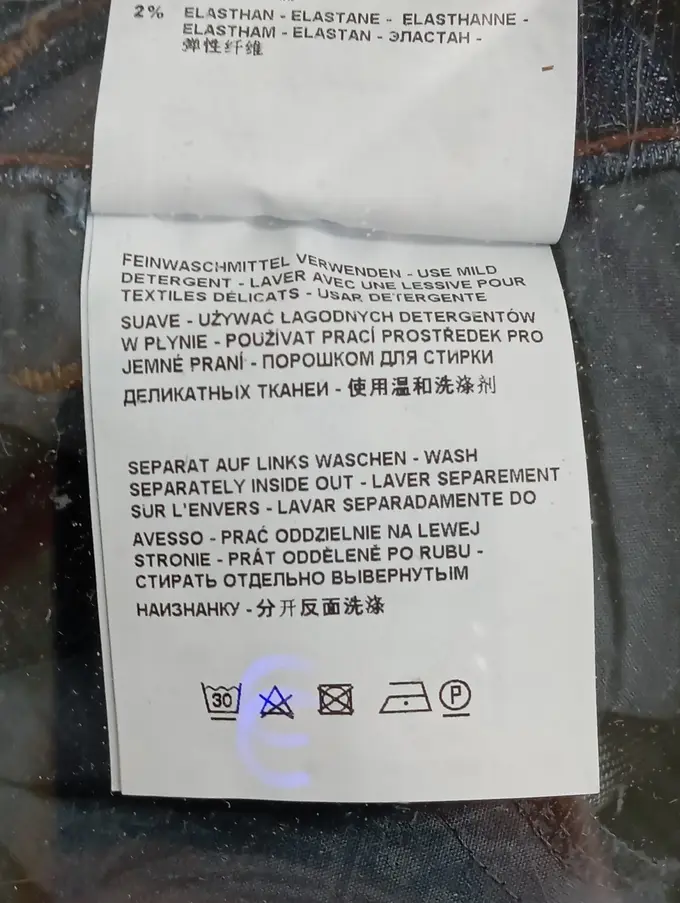 2% ELASTHAN - ELASTANE - ELASTHANNE -
ELASTHAM - ELASTAN - ЭЛАСТАН -
弹性纤维
FEINWASCHMITTEL VERWENDEN - USE MILD
DETERGENT - LAVER AVEC UNE LESSIVE POUR
TEXTILES DÉLICATS - USAR DETERGENTE
SUAVE - UŻYWAĆ ŁAGODNYCH DETERGENTÓW
W PŁYNIE - POUŽÍVAT PRACÍ PROSTŘEDEK PRO
JEMNÉ PRANÍ - ПОРОШКОМ ДЛЯ СТИРКИ
ДЕЛИКАТНЫХ ТКАНЕИ - 使用温和洗涤剂
SEPARAT AUF LINKS WASCHEN - WASH
SEPARATELY INSIDE OUT - LAVER SEPAREMENT
SUR L'ENVERS - LAVAR SEPARADAMENTE DO
AVESSO - PRAĆ ODDZIELNIE NA LEWEJ
STRONIE - PRÁT ODDĚLENĚ PO RUBU -
СТИРАТЬ ОТДЕЛЬНО ВЫВЕРНУТЫМ
НАИЗНАНКУ - 分开反面洗涤
30 P